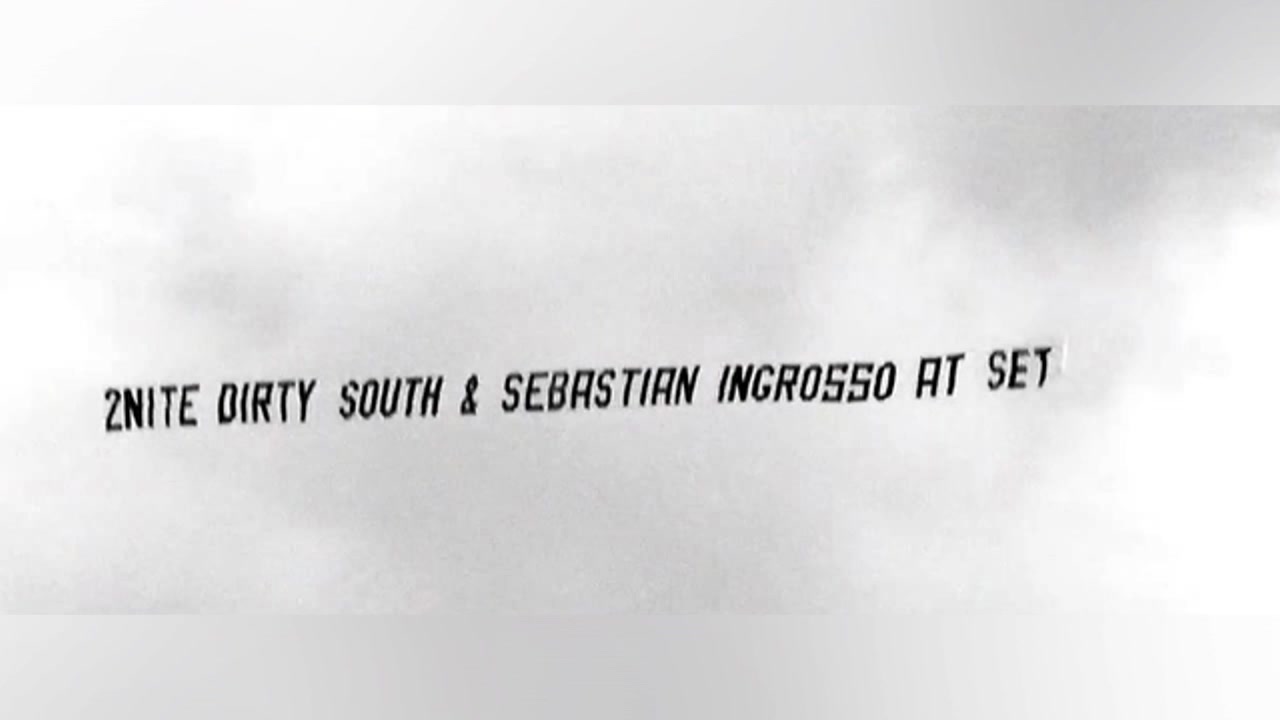 2NITE DIRTY SOUTH & SEBASTIAN INGROSSO AT SET